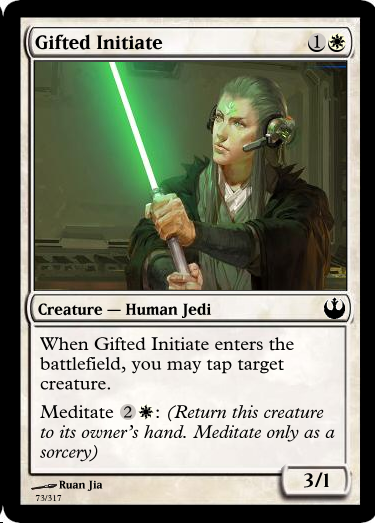 Gifted Initiate 1
Creature — Human Jedi
When Gifted Initiate enters the
battlefield, you may tap target
creature.
Meditate 2 : (Return this creature
to its owner's hand. Meditate only as a
sorcery)
3/1
Ruan Jia
73/317